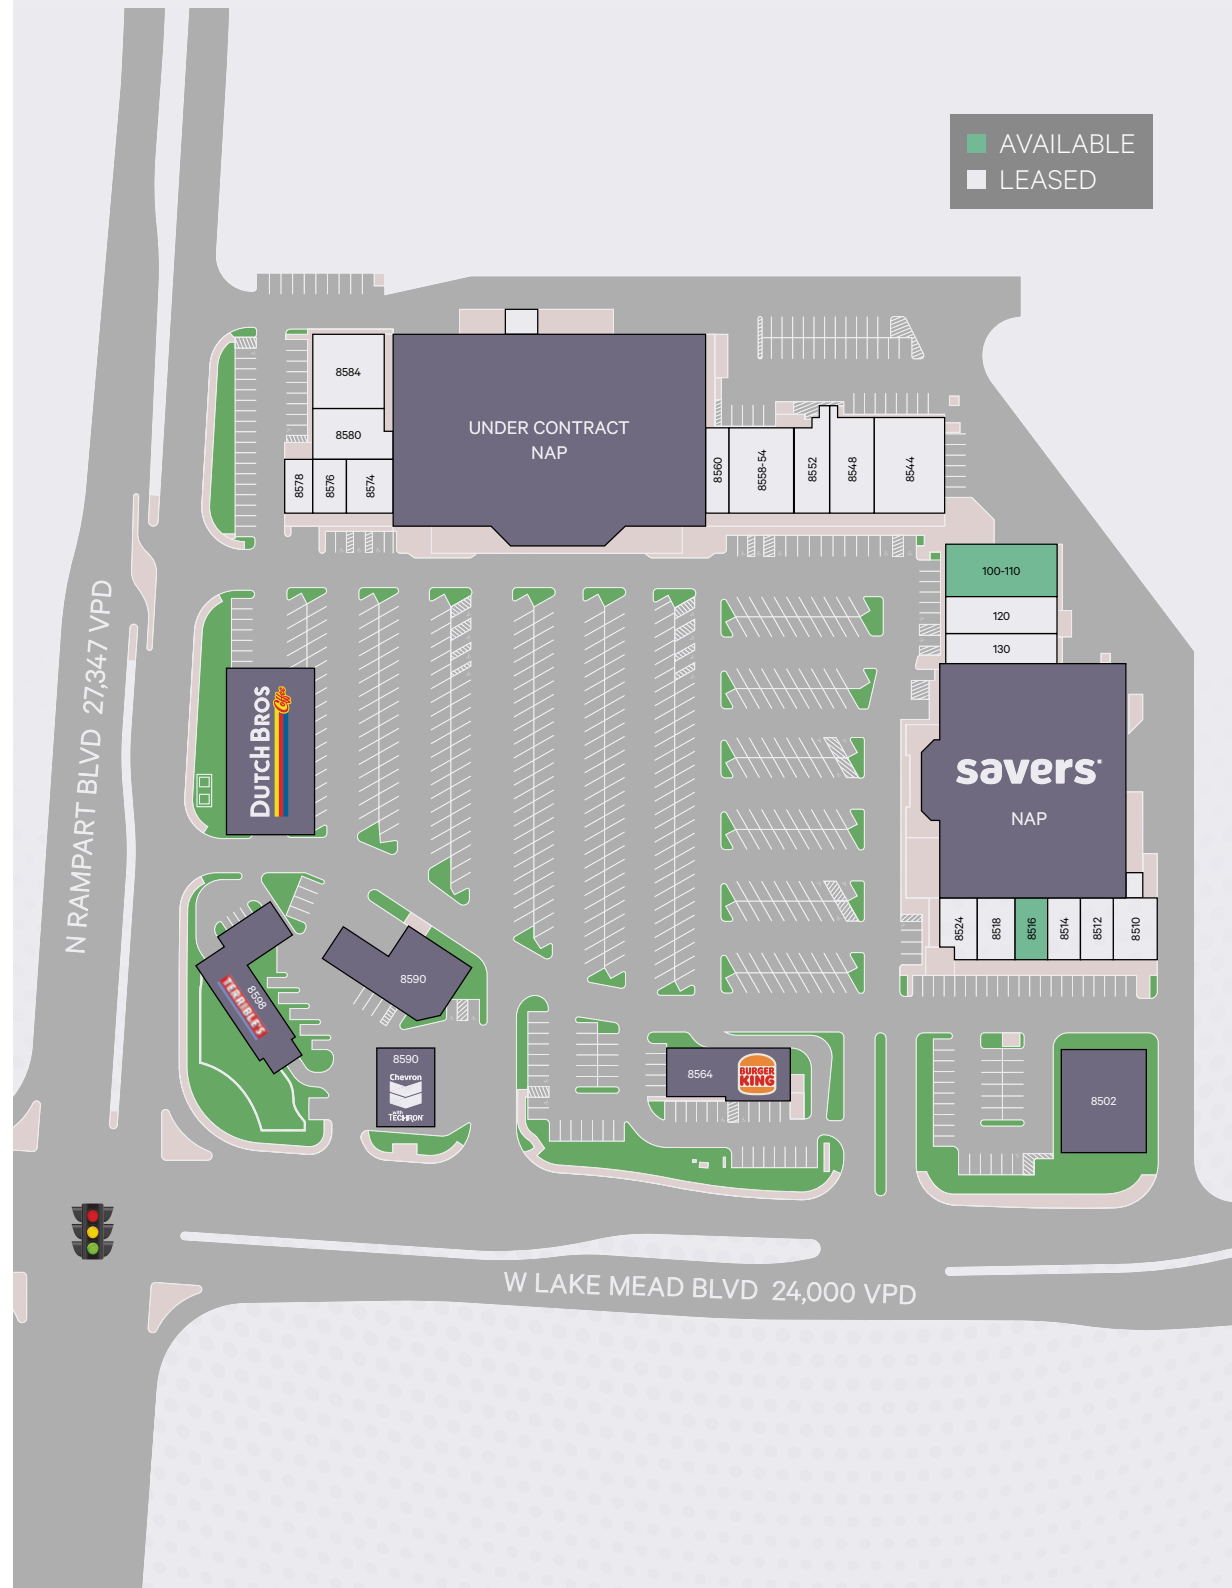 AVAILABLE
LEASED
8584
UNDER CONTRACT
NAP
8580
8578
8576
8574
8560
8558-54
8552
8548
8544
100-110
120
130
N RAMPART BLVD 27,347 VPD
DUTCH BROS
Coffee
savers
NAP
8524
8518
8516
8514
8512
8510
8590
8598
TERRIBLE'S
8590
Chevron
with
TECHRON
8564
BURGER
KING
8502
W LAKE MEAD BLVD 24,000 VPD